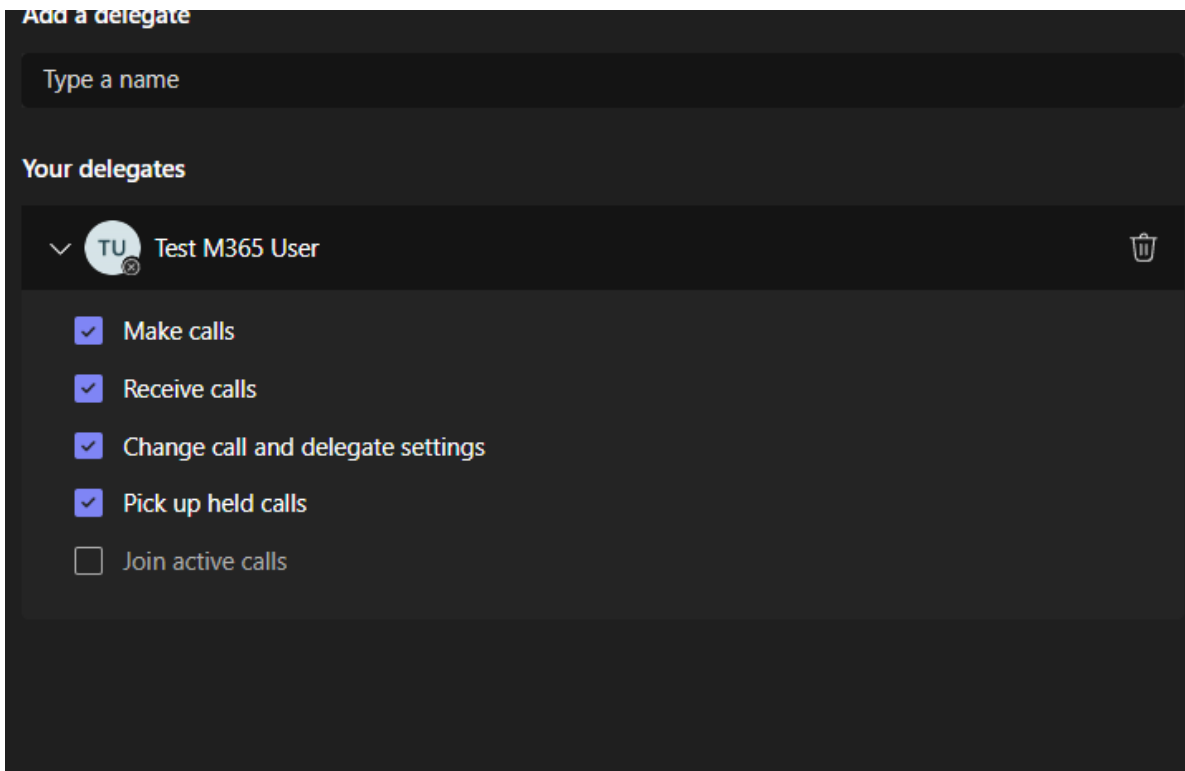 Add a delegate
Type a name
Your delegates
TU Test M365 User
Make calls
Receive calls
Change call and delegate settings
Pick up held calls
Join active calls